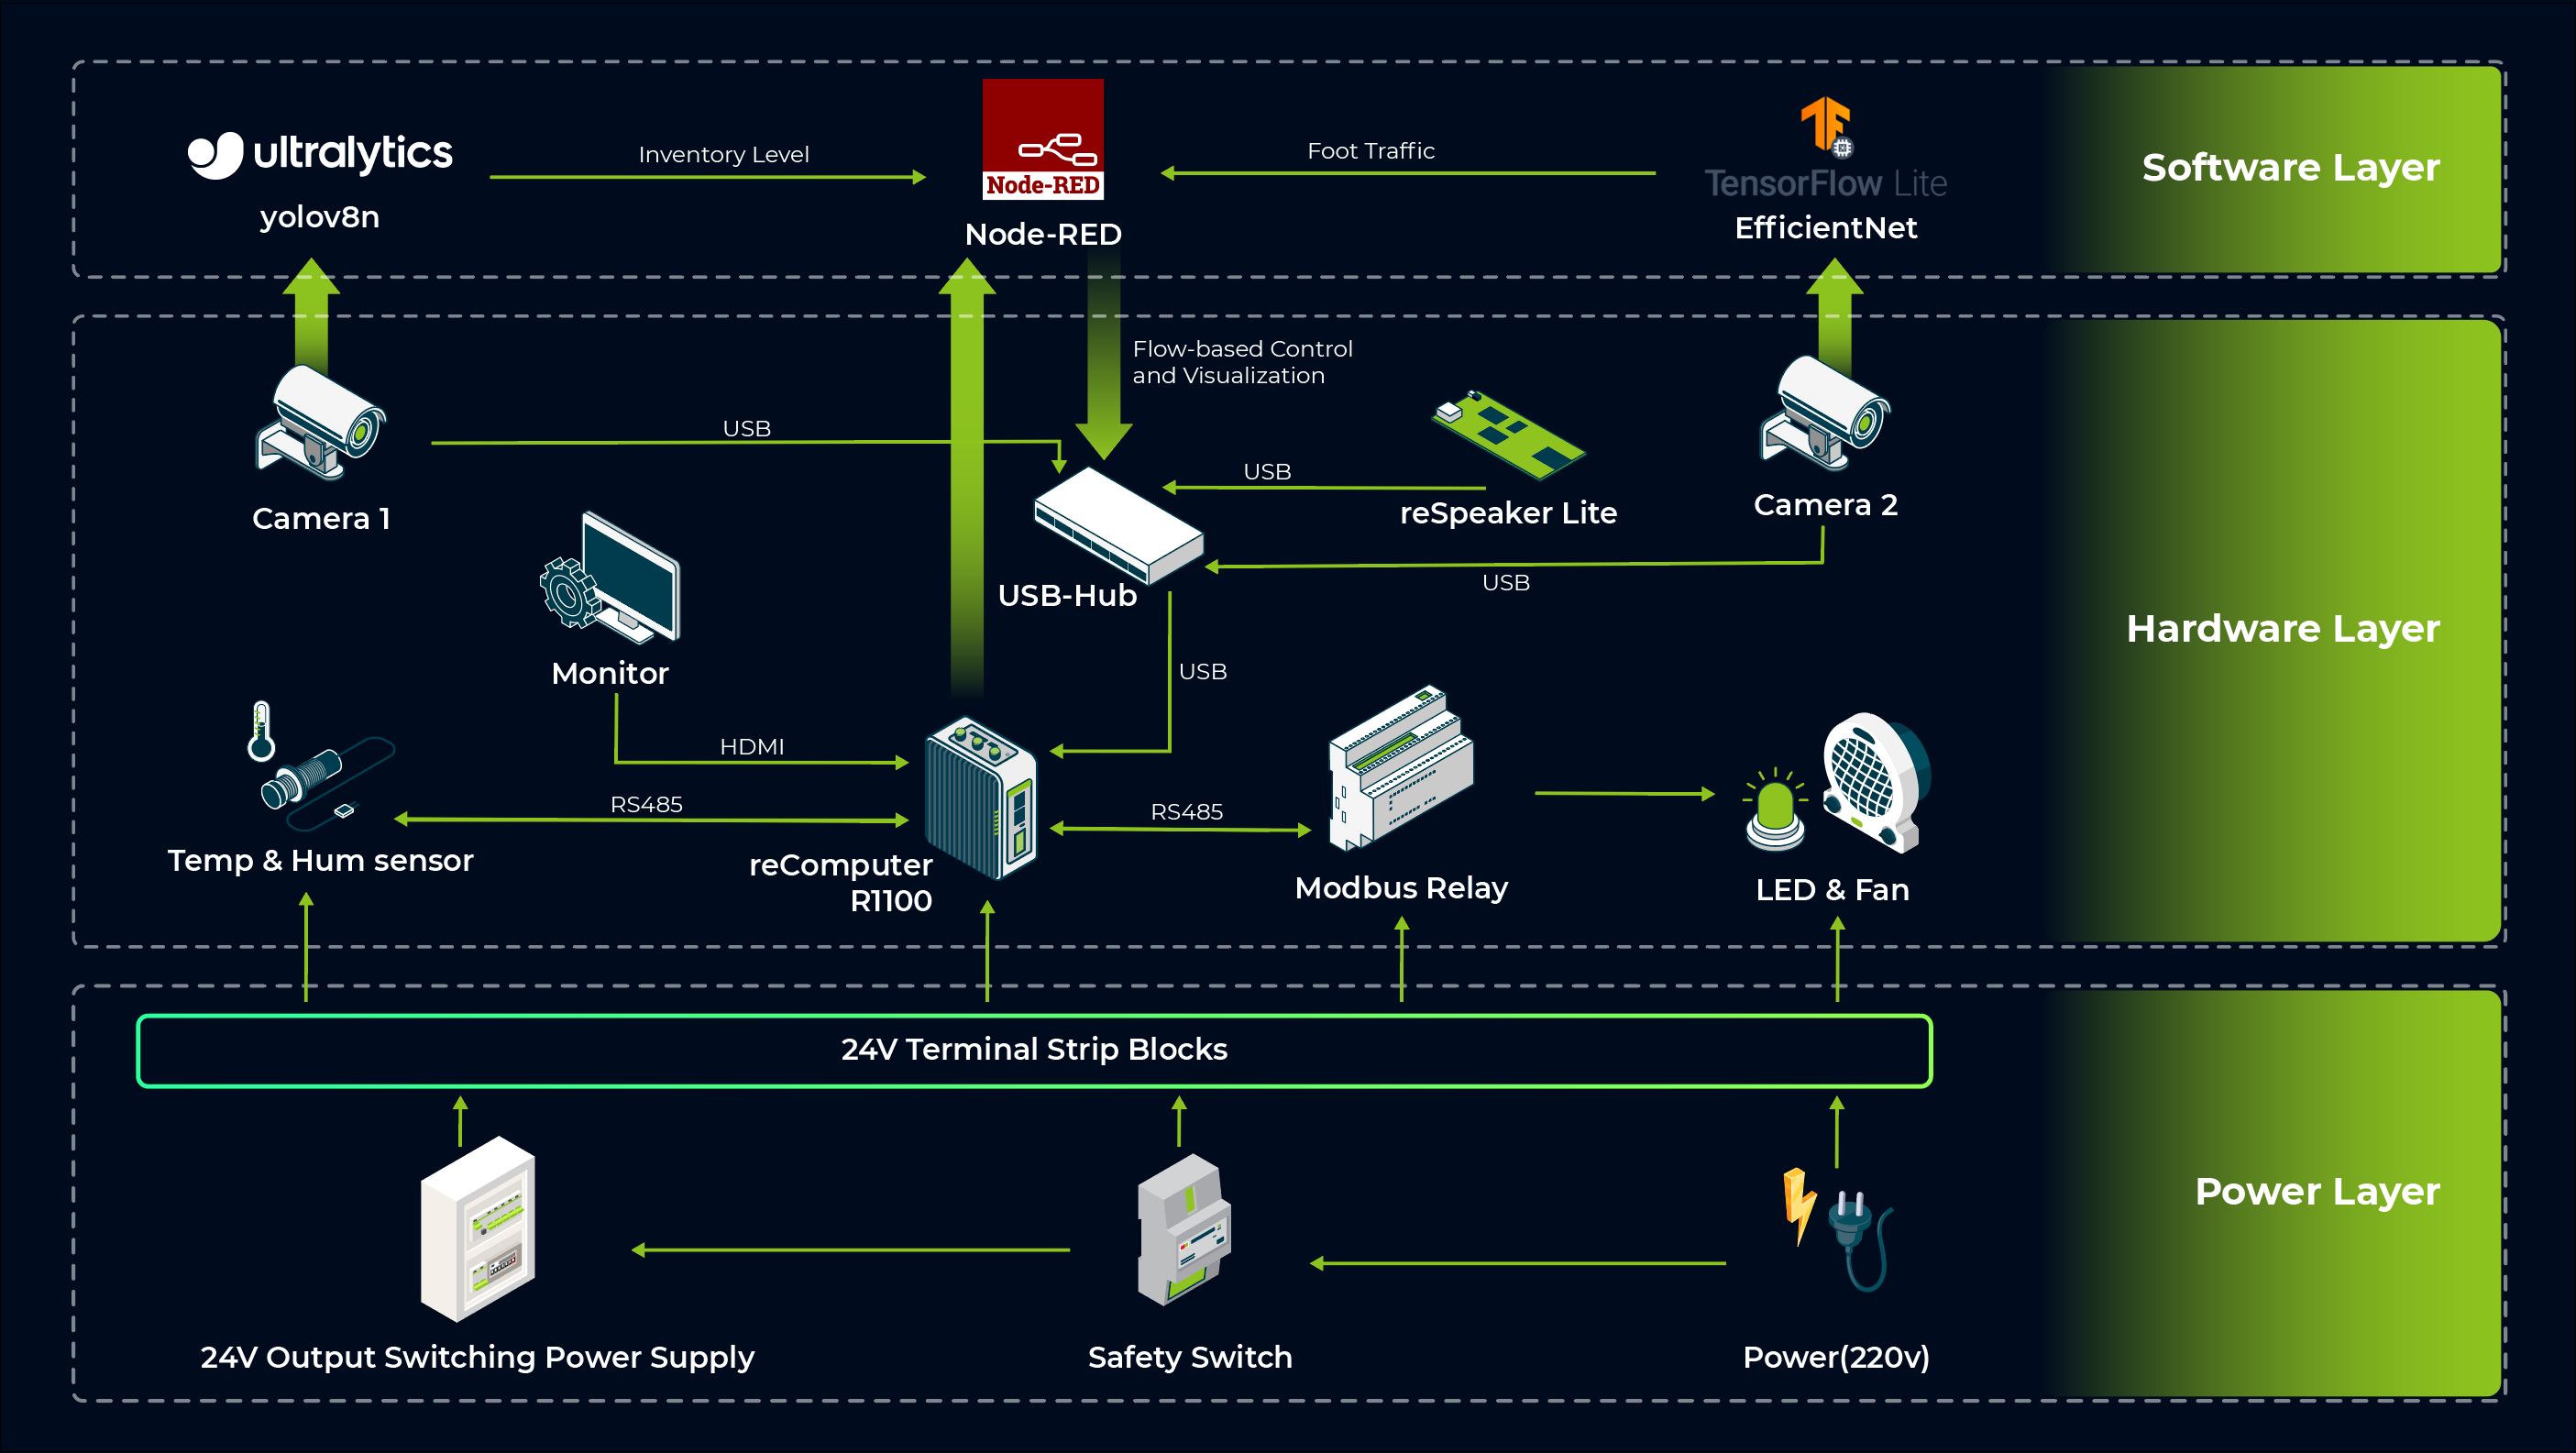 ultralytics
yolov8n
Inventory Level
Node-RED
Node-RED
Foot Traffic
TensorFlow Lite
EfficientNet
Software Layer
Flow-based Control
and Visualization
USB
Camera 1
USB
reSpeaker Lite
Camera 2
USB-Hub
USB
Hardware Layer
Monitor
USB
HDMI
RS485
RS485
Temp & Hum sensor
reComputer
R1100
Modbus Relay
LED & Fan
24V Terminal Strip Blocks
Power Layer
24V Output Switching Power Supply
Safety Switch
Power(220v)